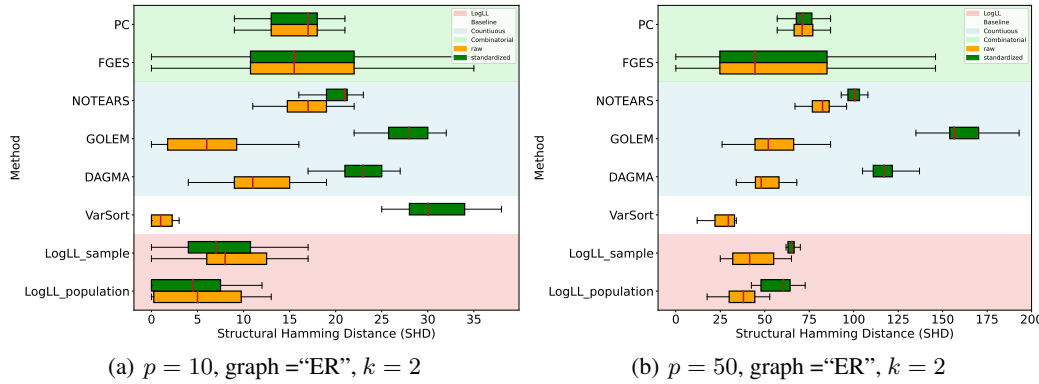 PC
FGES
NOTEARS
GOLEM
DAGMA
VarSort
LogLL_sample
LogLL_population
Method
LogLL
Baseline
Countiuous
Combinatorial
raw
standardized
0 5 10 15 20 25 30 35
Structural Hamming Distance (SHD)
(a) p = 10, graph =“ER”, k = 2
PC
FGES
NOTEARS
GOLEM
DAGMA
VarSort
LogLL_sample
LogLL_population
Method
LogLL
Baseline
Countiuous
Combinatorial
raw
standardized
0 25 50 75 100 125 150 175 200
Structural Hamming Distance (SHD)
(b) p = 50, graph =“ER”, k = 2